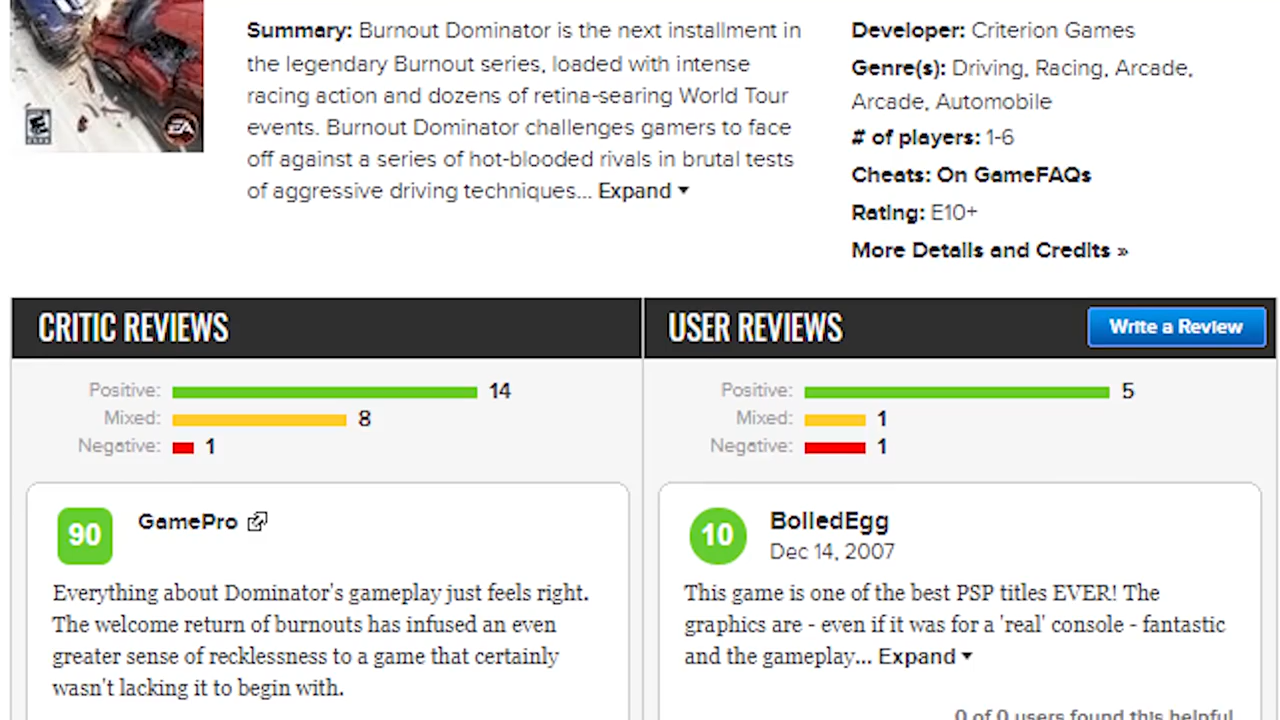 Summary: Burnout Dominator is the next installment in
the legendary Burnout series, loaded with intense
racing action and dozens of retina-searing World Tour
events. Burnout Dominator challenges gamers to face
off against a series of hot-blooded rivals in brutal tests
of aggressive driving techniques... Expand
Developer: Criterion Games
Genre(s): Driving, Racing, Arcade,
Arcade, Automobile
# of players: 1-6
Cheats: On GameFAQs
Rating: E10+
More Details and Credits »
EA
CRITIC REVIEWS
Positive: 14
Mixed: 8
Negative: 1
90 GamePro
Everything about Dominator's gameplay just feels right.
The welcome return of burnouts has infused an even
greater sense of recklessness to a game that certainly
wasn't lacking it to begin with.
USER REVIEWS
Write a Review
Positive: 5
Mixed: 1
Negative: 1
10 BolledEgg
Dec 14, 2007
This game is one of the best PSP titles EVER! The
graphics are - even if it was for a 'real' console - fantastic
and the gameplay... Expand
0 of 0 users found this helpful